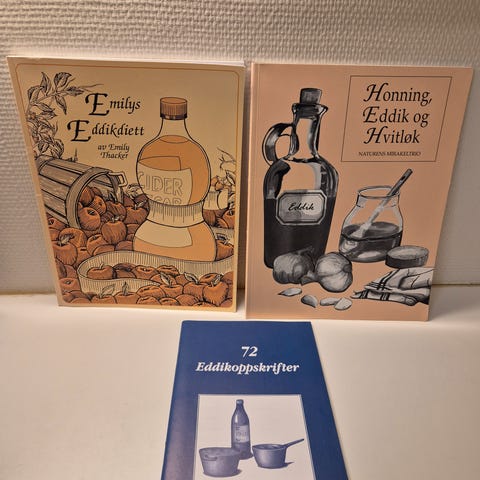 Emilys
Eddikdiett
av Emily
Thacker
CIDER
Honning,
Eddik og
Hvitløk
NATURENS MIRAKELTRIO
Eddik
72
Eddikoppskrifter